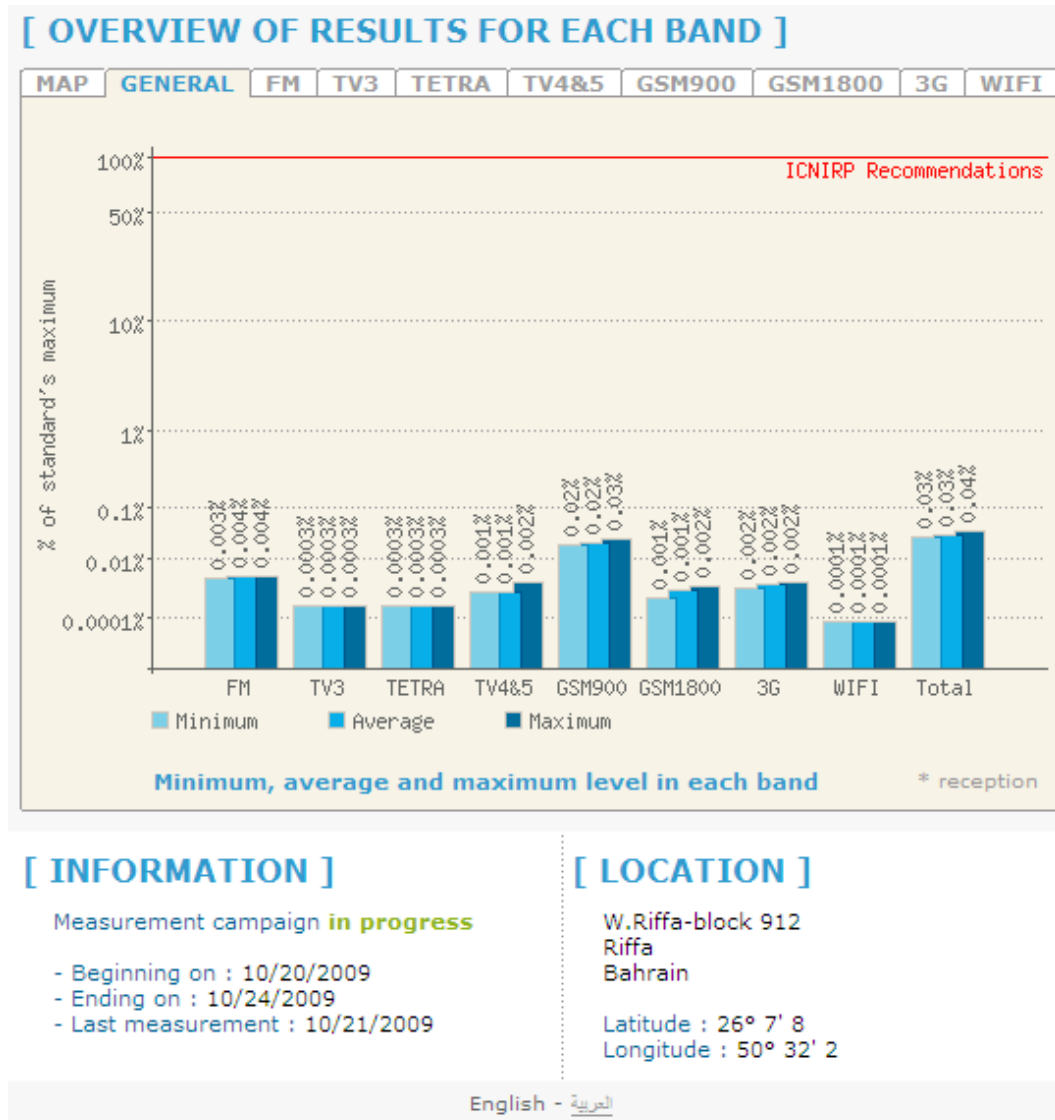 [ OVERVIEW OF RESULTS FOR EACH BAND ]
MAP GENERAL FM TV3 TETRA TV4&5 GSM900 GSM1800 3G WIFI
100%
ICNIRP Recommendations
50%
10%
1%
0.1%
0.01%
0.0001%
% of standard's maximum
0.003% 0.004% 0.004%
0.0003% 0.0003% 0.0003%
0.0003% 0.0003% 0.0003%
0.001% 0.001% 0.002%
0.02% 0.02% 0.03%
0.001% 0.001% 0.002%
0.002% 0.002% 0.002%
0.0001% 0.0001% 0.0001%
0.03% 0.03% 0.04%
FM TV3 TETRA TV4&5 GSM900 GSM1800 3G WIFI Total
Minimum Average Maximum
Minimum, average and maximum level in each band
* reception
[ INFORMATION ]
Measurement campaign in progress
- Beginning on : 10/20/2009
- Ending on : 10/24/2009
- Last measurement : 10/21/2009
[ LOCATION ]
W.Riffa-block 912
Riffa
Bahrain
Latitude : 26° 7' 8
Longitude : 50° 32' 2
English - العربية